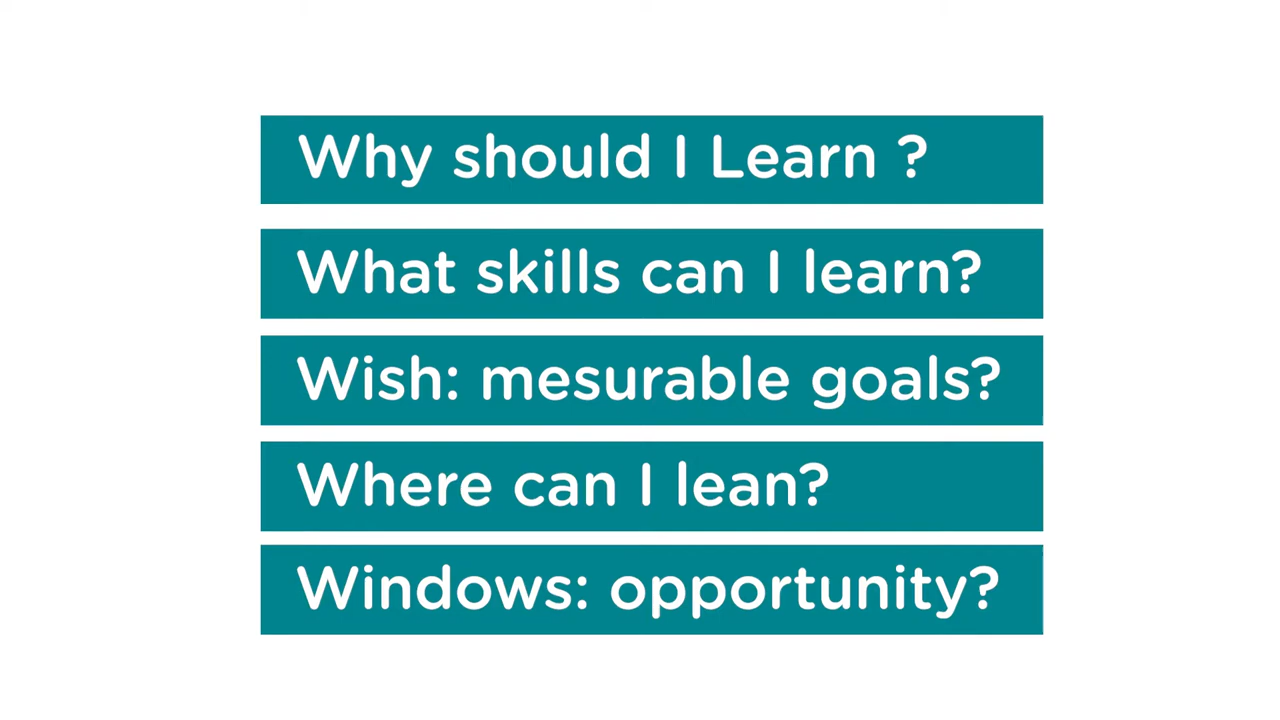 Why should I Learn ?
What skills can I learn?
Wish: mesurable goals?
Where can I lean?
Windows: opportunity?